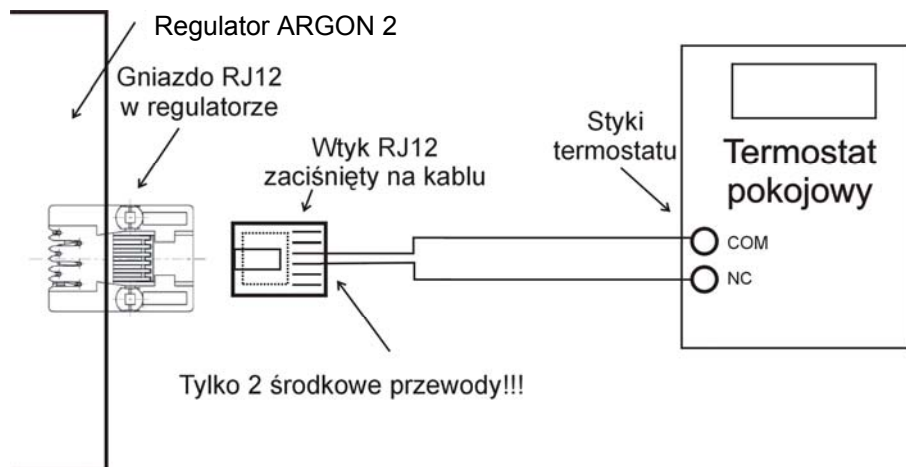 Regulator ARGON 2
Gniazdo RJ12
w regulatorze
Wtyk RJ12
zaciśnięty na kablu
Styki
termostatu
Termostat
pokojowy
COM
NC
Tylko 2 środkowe przewody!!!